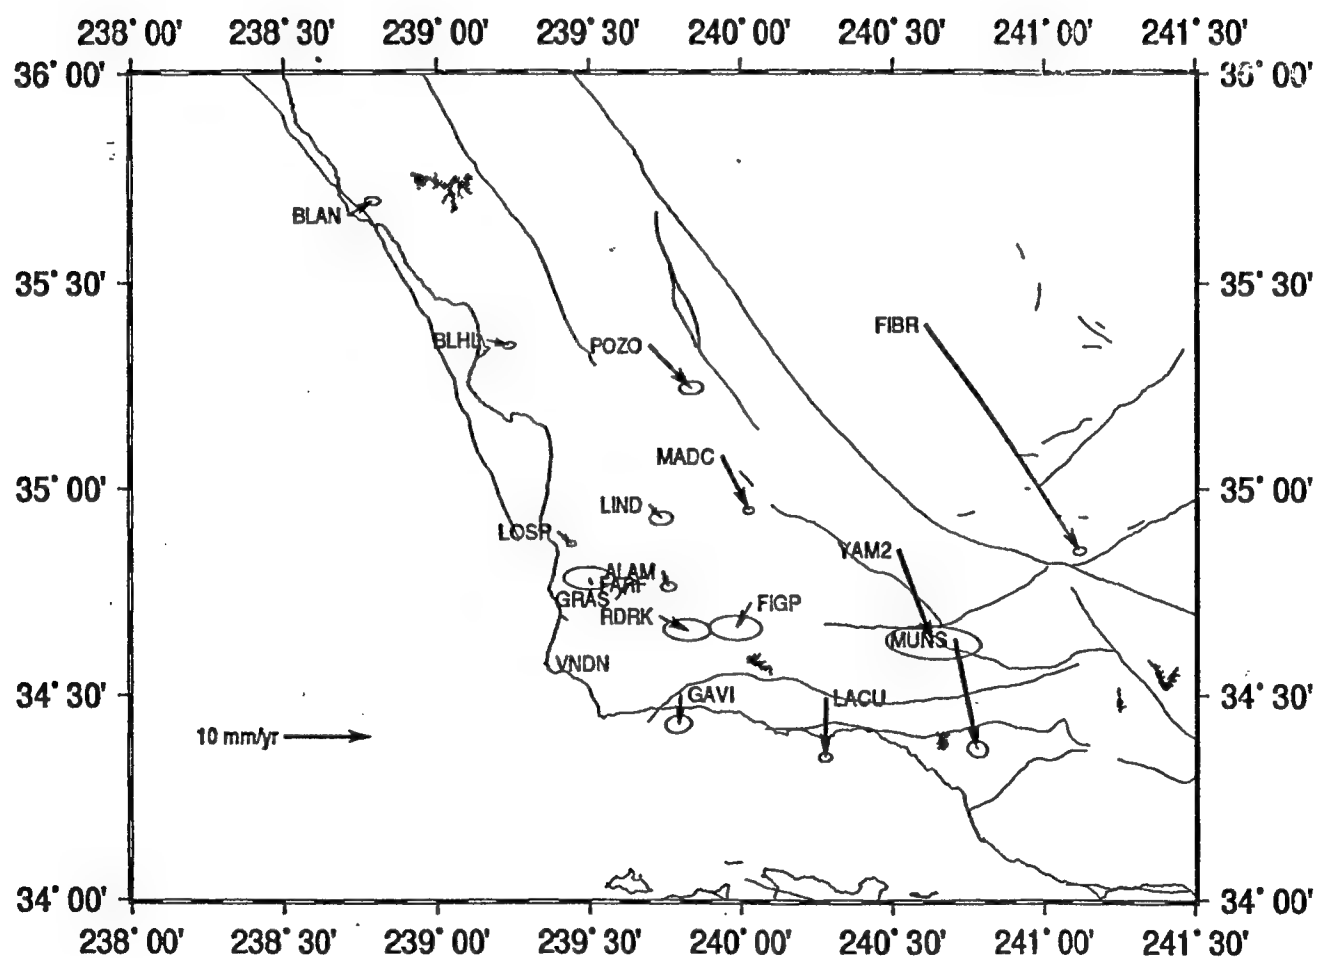 238° 00' 238° 30' 239° 00' 239° 30' 240° 00' 240° 30' 241° 00' 241° 30'
36° 00' 36° 00'
BLAN
35° 30' 35° 30'
FIBR
BLHL POZO
MADC
35° 00' 35° 00'
LIND
LOSP
YAM2
ALAM
FARF
GRAS
FIGP
RDRK
MUNS
VNDN
34° 30' GAVI LACU 34° 30'
10 mm/yr
34° 00' 34° 00'
238° 00' 238° 30' 239° 00' 239° 30' 240° 00' 240° 30' 241° 00' 241° 30'